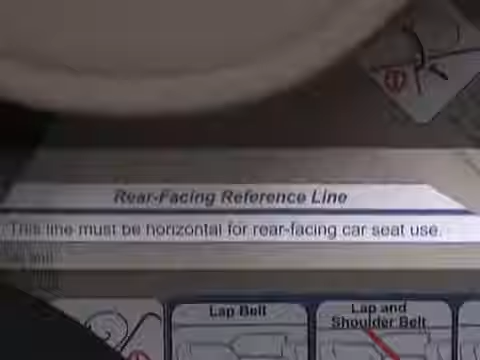 Rear-Facing Reference Line
This line must be horizontal for rear-facing car seat use.
Lap Belt
Lap and
Shoulder Belt